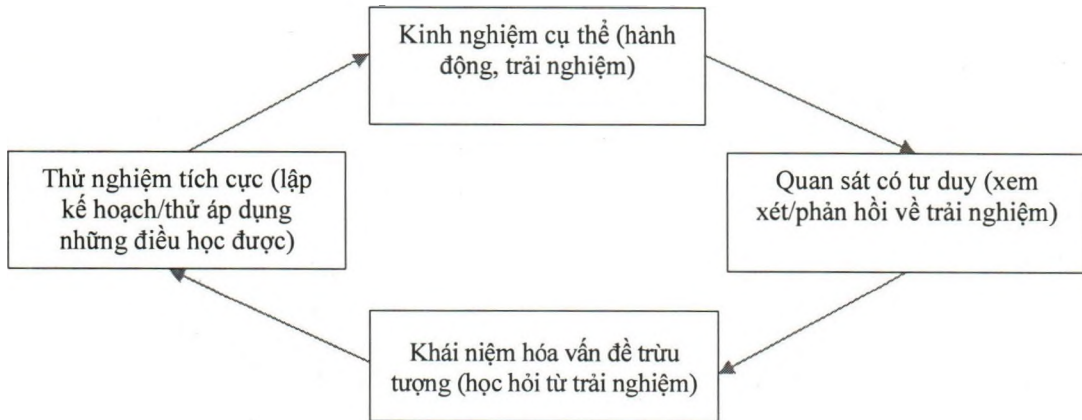 Kinh nghiệm cụ thể (hành
động, trải nghiệm)
Thử nghiệm tích cực (lập
kế hoạch/thử áp dụng
những điều học được)
Quan sát có tư duy (xem
xét/phản hồi về trải nghiệm)
Khái niệm hóa vấn đề trừu
tượng (học hỏi từ trải nghiệm)